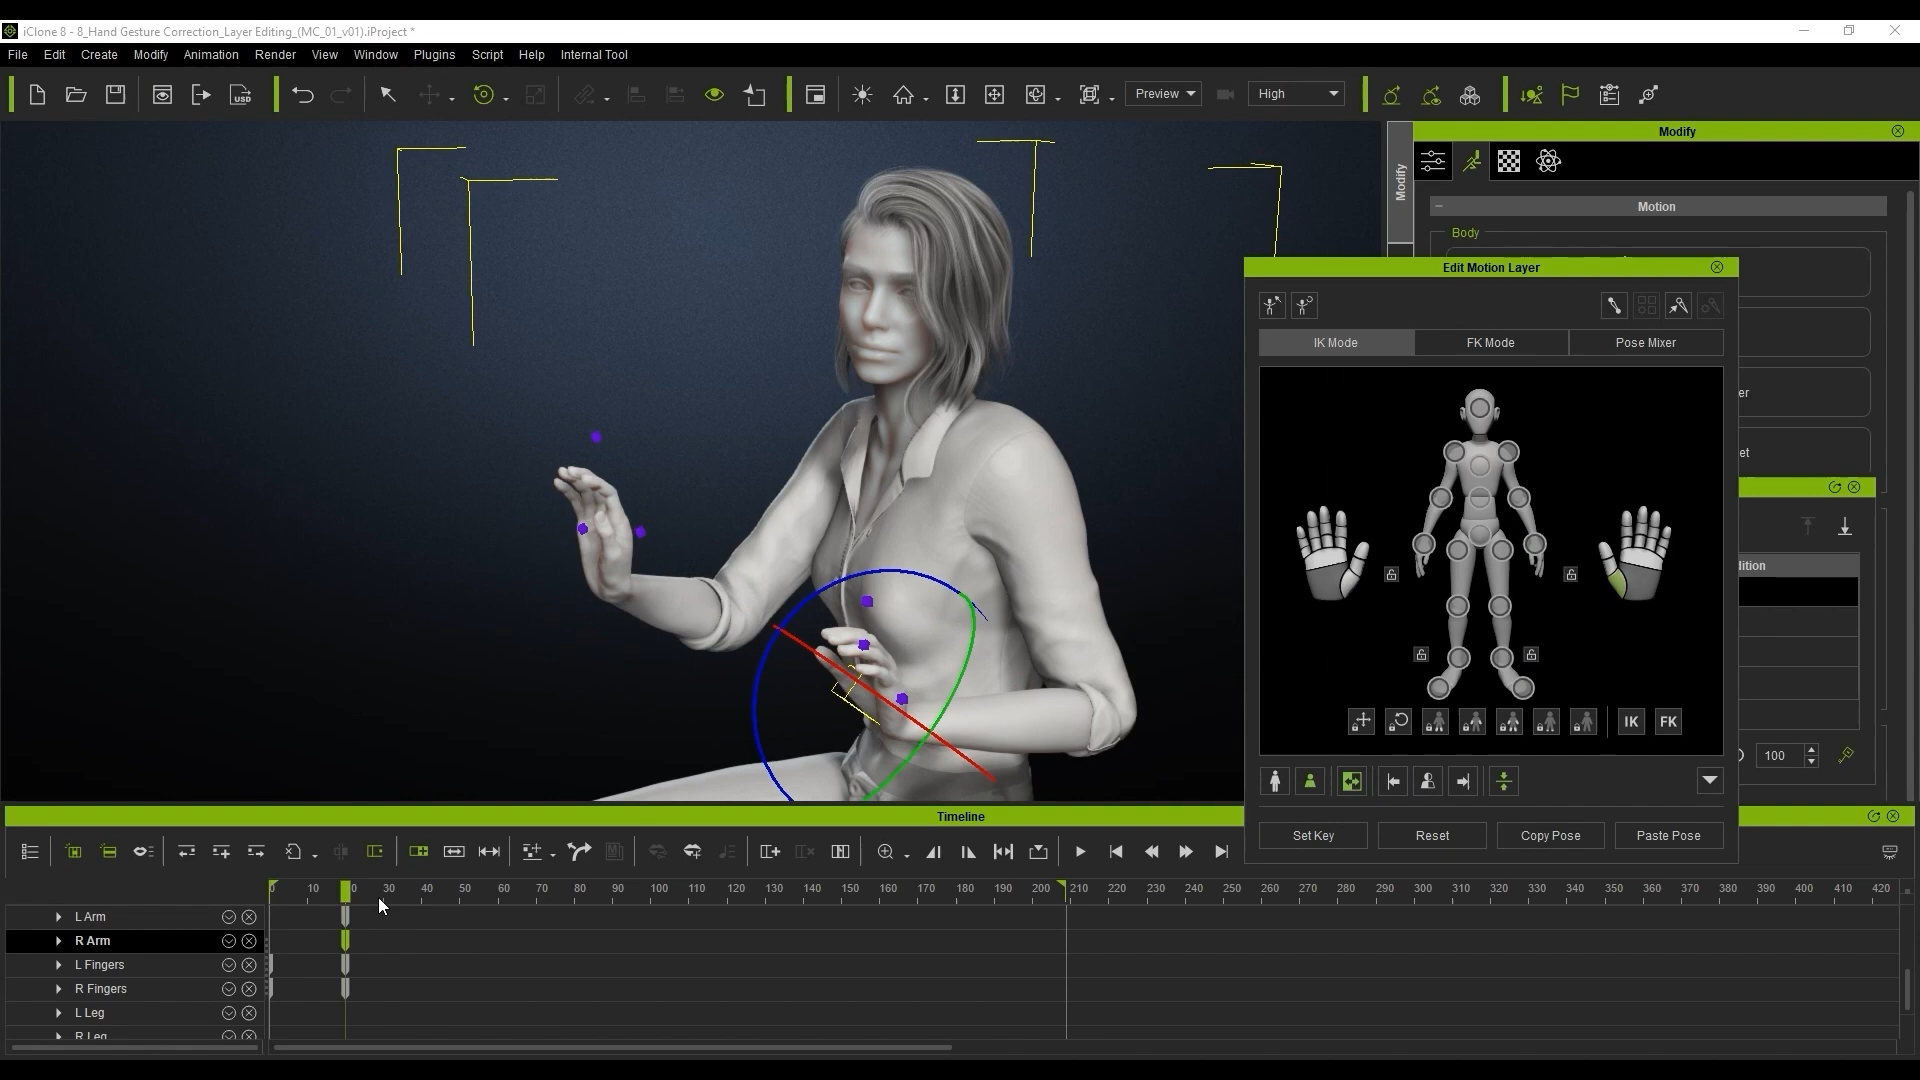 iClone 8 - 8_Hand Gesture Correction_Layer Editing_(MC_01_v01).iProject *
File Edit Create Modify Animation Render View Window Plugins Script Help Internal Tool
USD Preview High
Modify
Modify
Motion
Body
Edit Motion Layer
IK Mode FK Mode Pose Mixer
er
et
dition
IK FK
100
Set Key Reset Copy Pose Paste Pose
Timeline
0 10 20 30 40 50 60 70 80 90 100 110 120 130 140 150 160 170 180 190 200 210 220 230 240 250 260 270 280 290 300 310 320 330 340 350 360 370 380 390 400 410 420
L Arm
R Arm
L Fingers
R Fingers
L Leg
R Leg